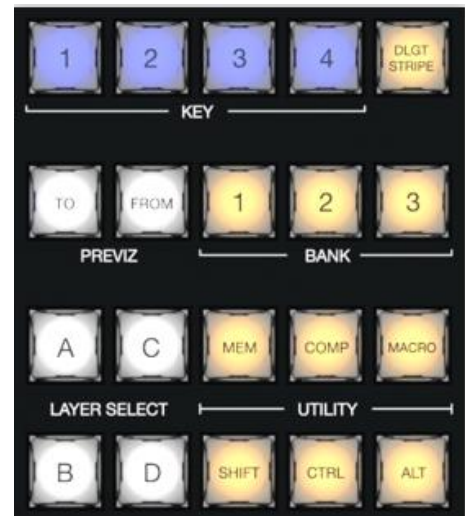 1 2 3 4 DLGT STRIPE
KEY
TO FROM 1 2 3
PREVIZ BANK
A C MEM COMP MACRO
LAYER SELECT UTILITY
B D SHIFT CTRL ALT